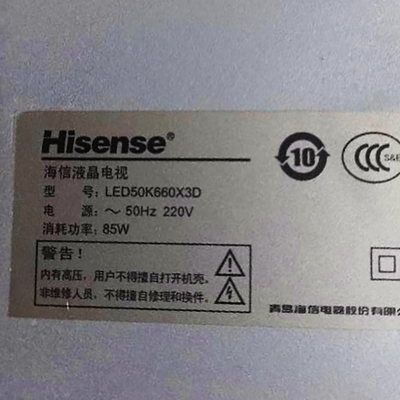 Hisense®
海信液晶电视
型 号: LED50K660X3D
电 源: ～ 50Hz 220V
消耗功率: 85W
警告!
内有高压，用户不得擅自打开机壳。
非维修人员，不得擅自修理和换件。
10
CCC
S&E
青岛海信电器股份有限公